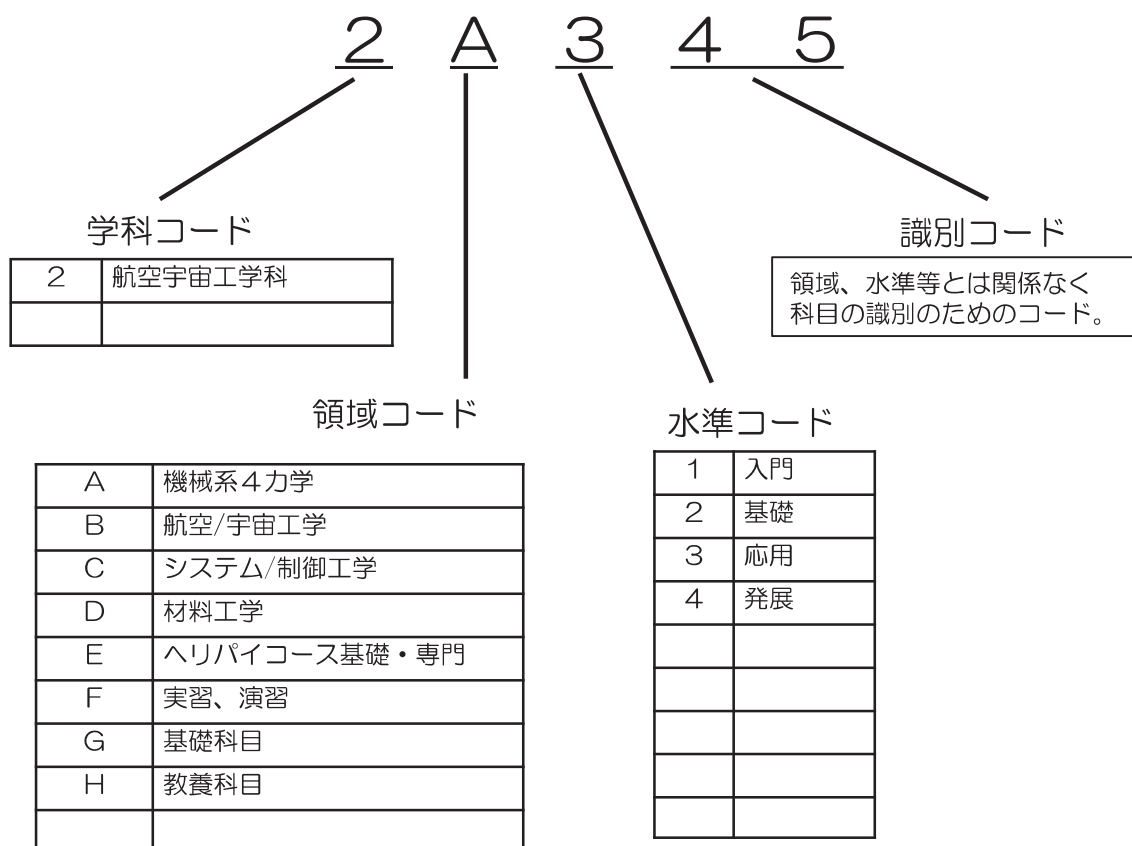 2 A 3 4 5
学科コード
2 航空宇宙工学科
識別コード
領域、水準等とは関係なく
科目の識別のためのコード。
領域コード
A 機械系4力学
B 航空/宇宙工学
C システム/制御工学
D 材料工学
E ヘリパイコース基礎・専門
F 実習、演習
G 基礎科目
H 教養科目
水準コード
1 入門
2 基礎
3 応用
4 発展